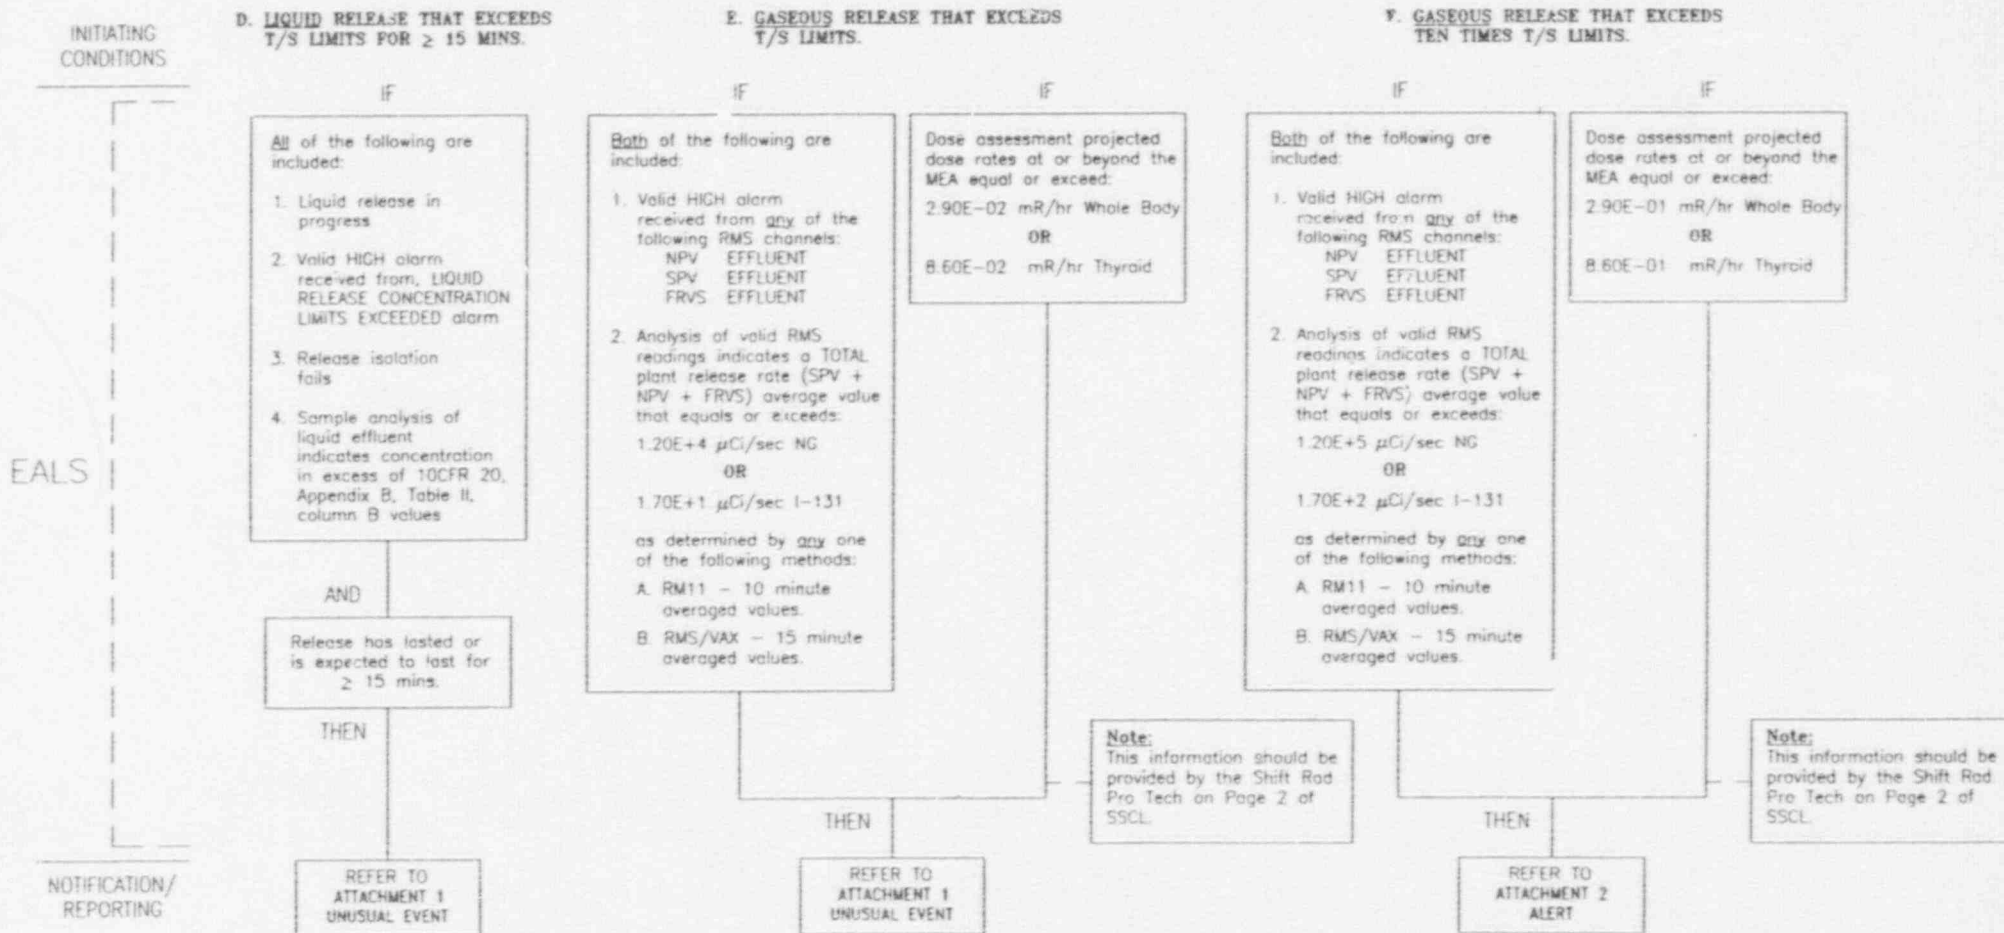 INITIATING
CONDITIONS
D. LIQUID RELEASE THAT EXCEEDS
T/S LIMITS FOR ≥ 15 MINS.
E. GASEOUS RELEASE THAT EXCEEDS
T/S LIMITS.
F. GASEOUS RELEASE THAT EXCEEDS
TEN TIMES T/S LIMITS.
EALS
IF
All of the following are
included:
1. Liquid release in
progress
2. Valid HIGH alarm
received from, LIQUID
RELEASE CONCENTRATION
LIMITS EXCEEDED alarm
3. Release isolation
fails
4. Sample analysis of
liquid effluent
indicates concentration
in excess of 10CFR 20,
Appendix B, Table II,
column B values
AND
Release has lasted or
is expected to last for
≥ 15 mins.
THEN
IF
Both of the following are
included:
1. Valid HIGH alarm
received from any of the
following RMS channels:
NPV EFFLUENT
SPV EFFLUENT
FRVS EFFLUENT
2. Analysis of valid RMS
readings indicates a TOTAL
plant release rate (SPV +
NPV + FRVS) average value
that equals or exceeds:
1.20E+4 µCi/sec NG
OR
1.70E+1 µCi/sec I-131
as determined by any one
of the following methods:
A. RM11 - 10 minute
averaged values.
B. RMS/VAX - 15 minute
averaged values.
IF
Dose assessment projected
dose rates at or beyond the
MEA equal or exceed:
2.90E-02 mR/hr Whole Body
OR
8.60E-02 mR/hr Thyroid
Note:
This information should be
provided by the Shift Rad
Pro Tech on Page 2 of
SSCL.
THEN
IF
Both of the following are
included:
1. Valid HIGH alarm
received from any of the
following RMS channels:
NPV EFFLUENT
SPV EFFLUENT
FRVS EFFLUENT
2. Analysis of valid RMS
readings indicates a TOTAL
plant release rate (SPV +
NPV + FRVS) average value
that equals or exceeds:
1.20E+5 µCi/sec NG
OR
1.70E+2 µCi/sec I-131
as determined by any one
of the following methods:
A. RM11 - 10 minute
averaged values.
B. RMS/VAX - 15 minute
averaged values.
IF
Dose assessment projected
dose rates at or beyond the
MEA equal or exceed:
2.90E-01 mR/hr Whole Body
OR
8.60E-01 mR/hr Thyroid
Note:
This information should be
provided by the Shift Rad
Pro Tech on Page 2 of
SSCL.
THEN
NOTIFICATION/
REPORTING
REFER TO
ATTACHMENT 1
UNUSUAL EVENT
REFER TO
ATTACHMENT 1
UNUSUAL EVENT
REFER TO
ATTACHMENT 2
ALERT